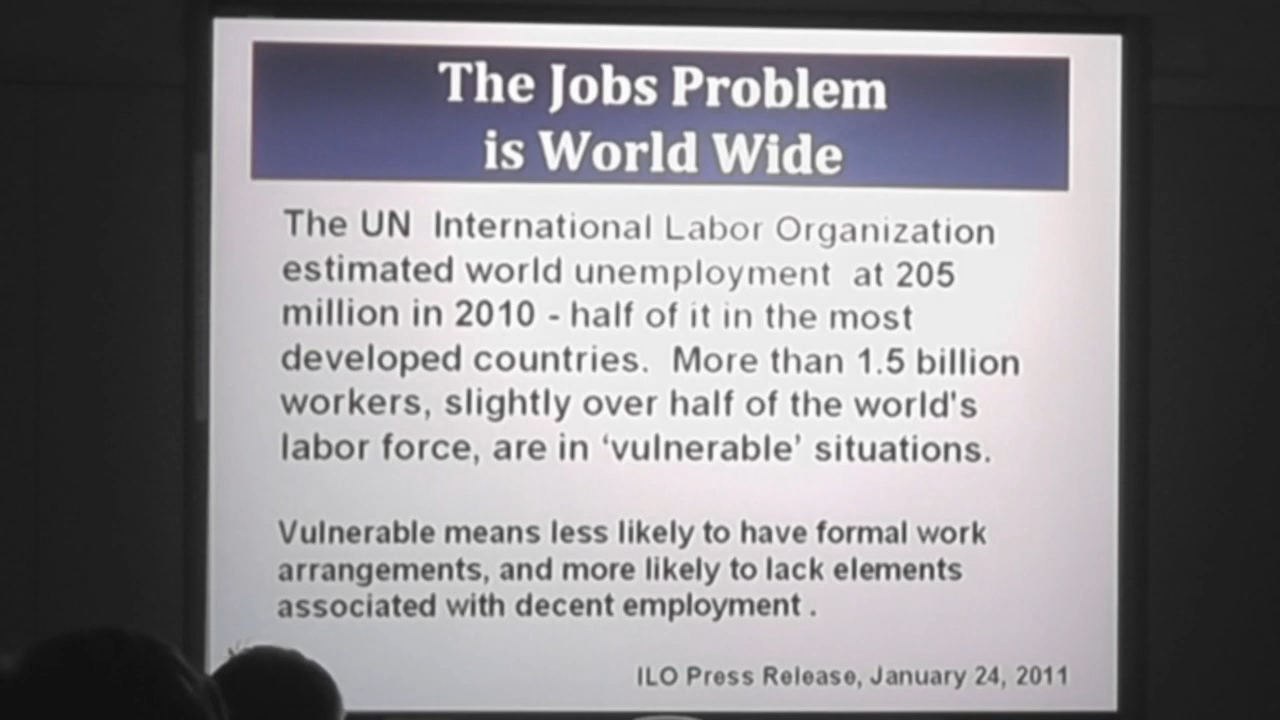 The Jobs Problem
is World Wide
The UN International Labor Organization
estimated world unemployment at 205
million in 2010 - half of it in the most
developed countries. More than 1.5 billion
workers, slightly over half of the world's
labor force, are in ‘vulnerable’ situations.
Vulnerable means less likely to have formal work
arrangements, and more likely to lack elements
associated with decent employment .
ILO Press Release, January 24, 2011